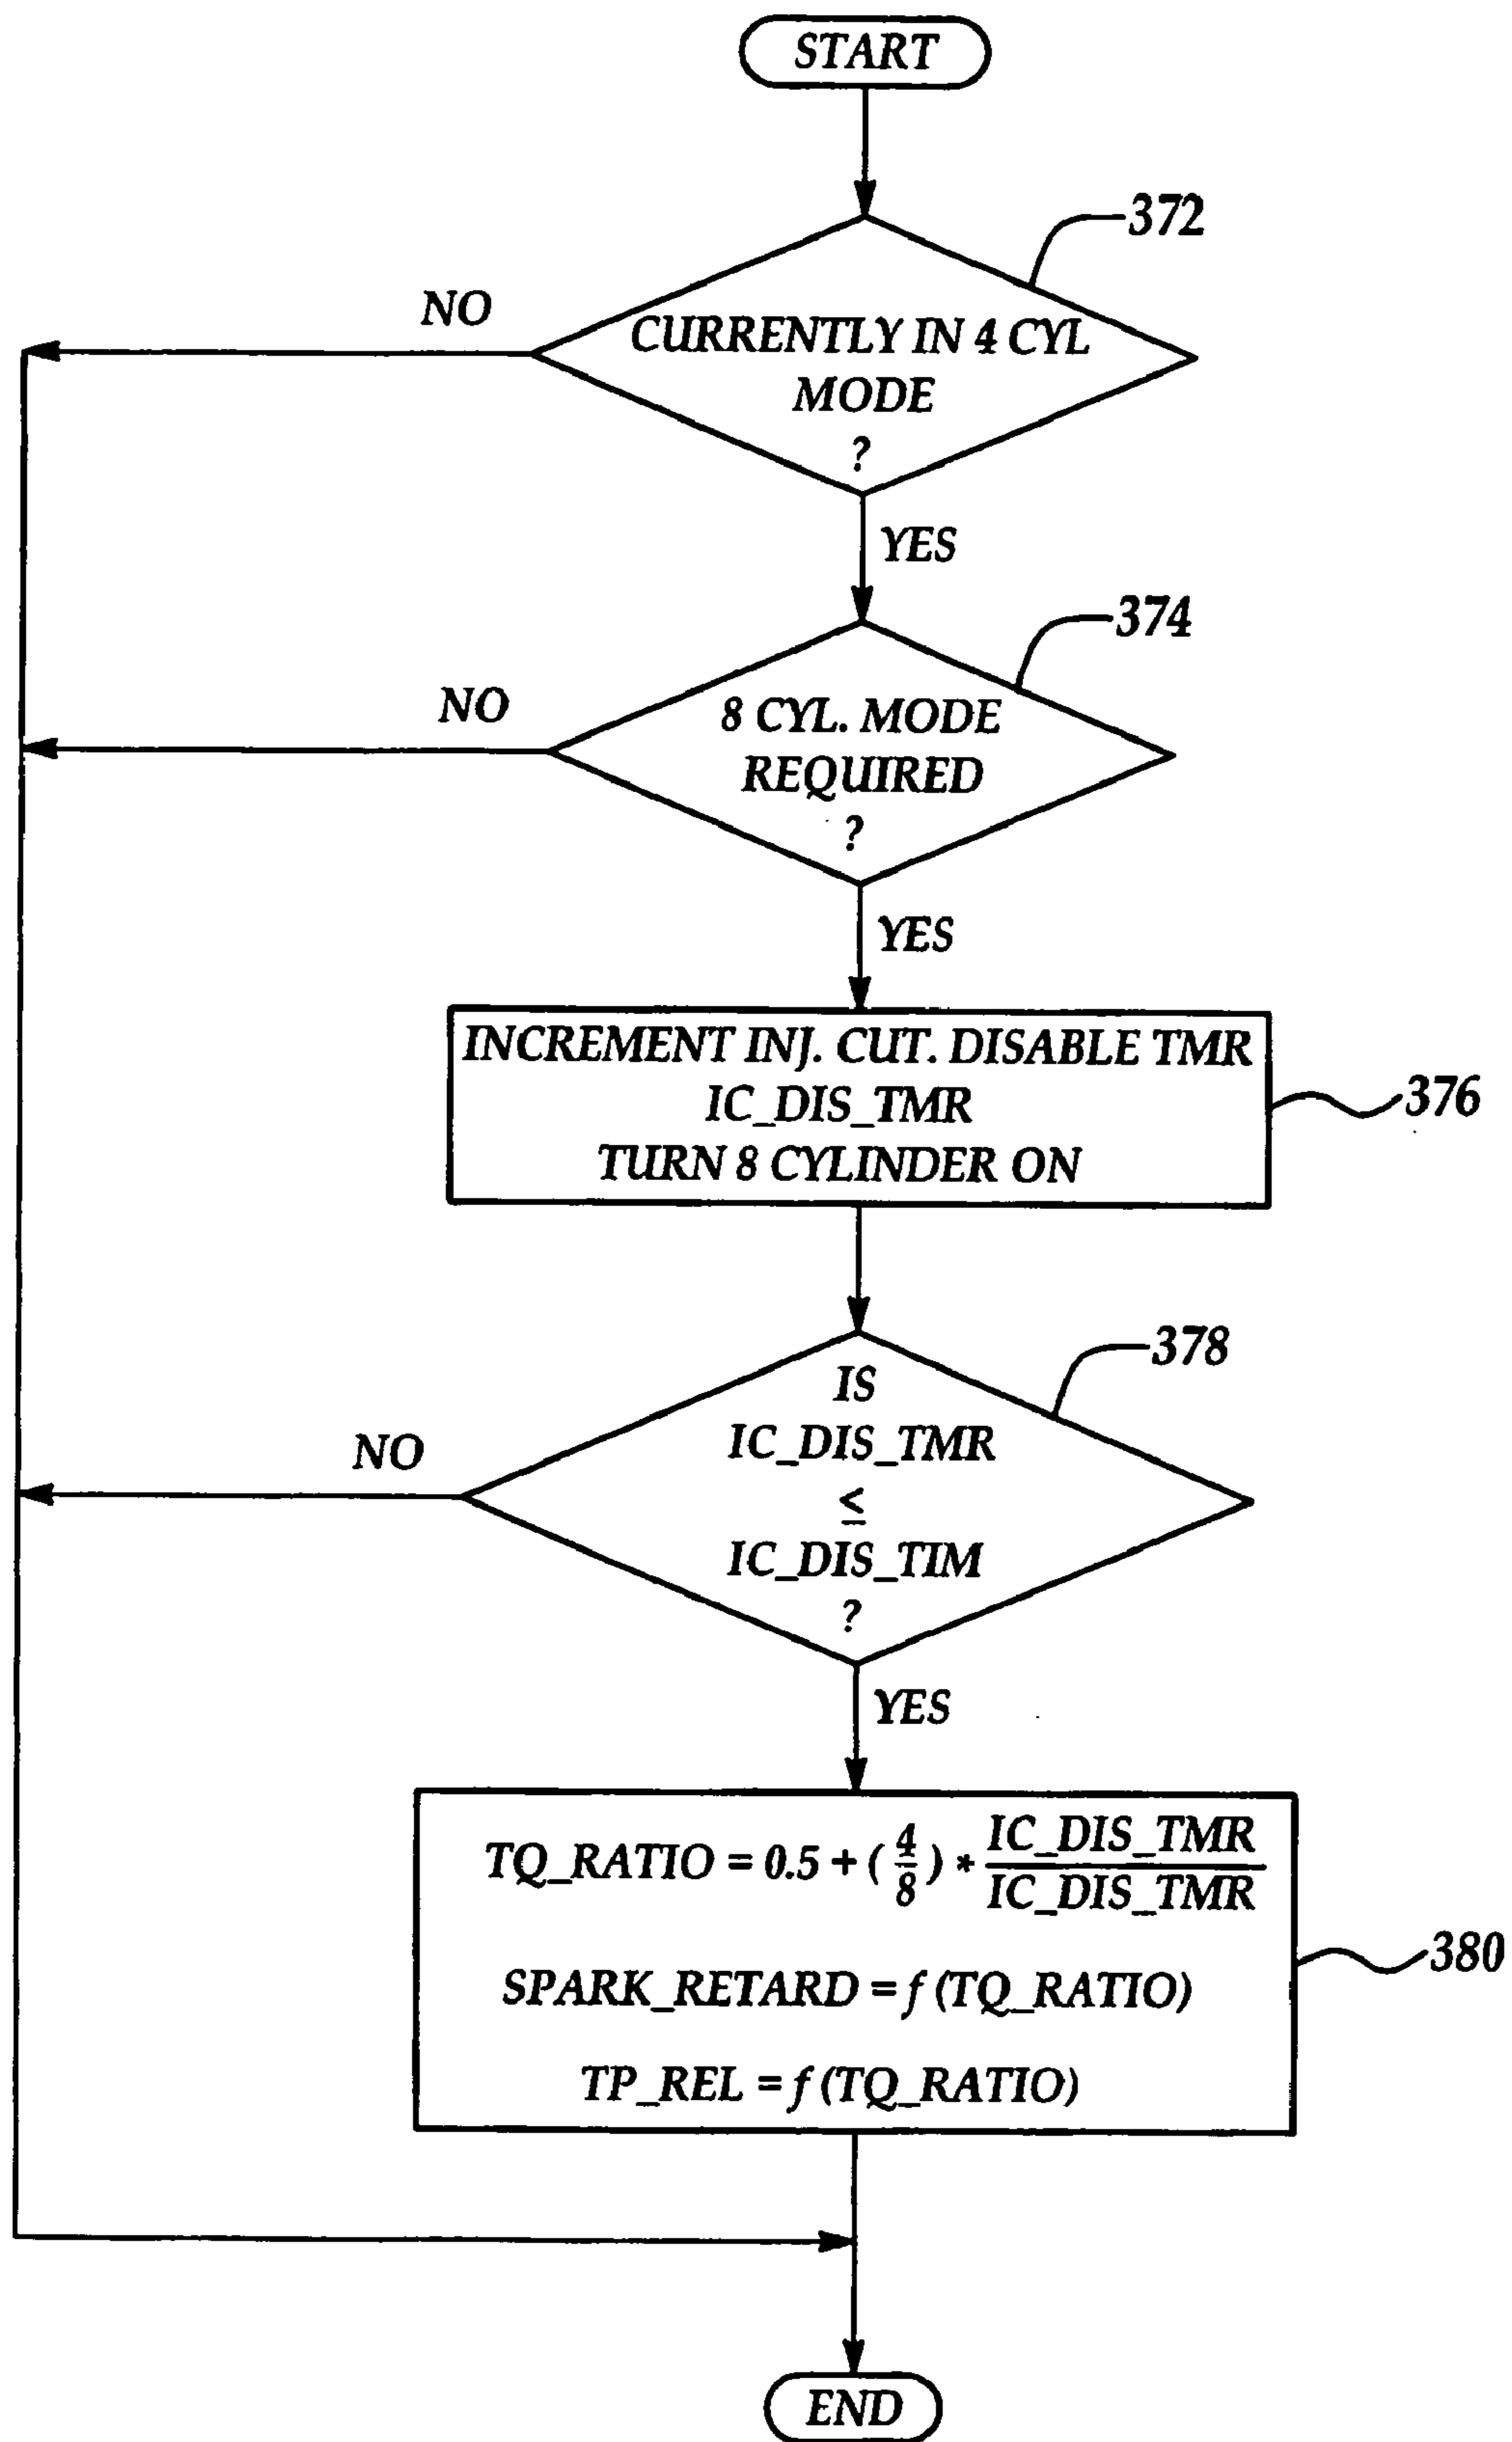 START
372
NO
CURRENTLY IN 4 CYL
MODE
?
YES
374
NO
8 CYL. MODE
REQUIRED
?
YES
INCREMENT INJ. CUT. DISABLE TMR
IC_DIS_TMR
TURN 8 CYLINDER ON
376
378
NO
IS
IC_DIS_TMR
≤
IC_DIS_TIM
?
YES
TQ_RATIO = 0.5 + ( 4/8 ) * IC_DIS_TMR/IC_DIS_TMR
SPARK_RETARD = f (TQ_RATIO)
TP_REL = f (TQ_RATIO)
380
END